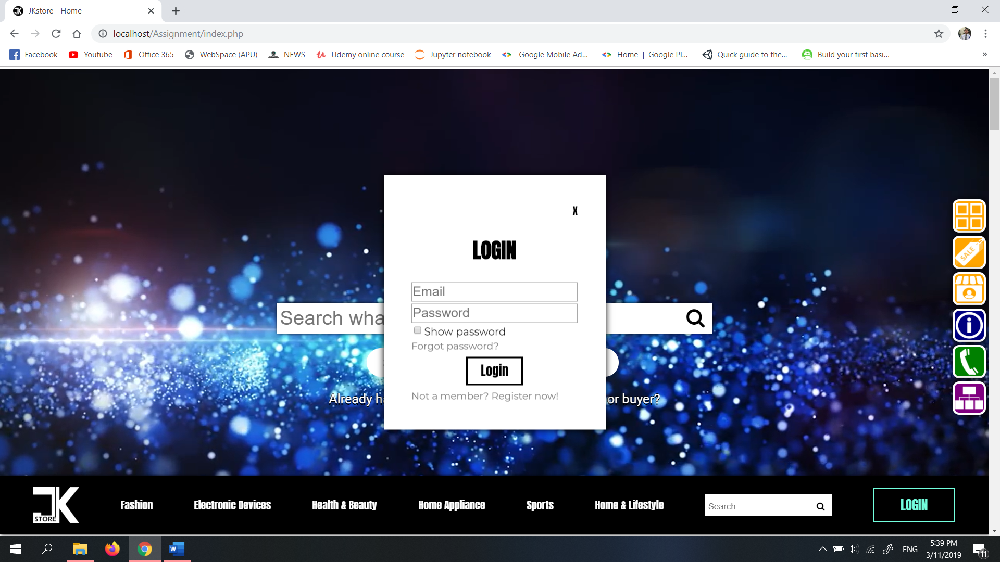 JKstore - Home
localhost/Assignment/index.php
Facebook Youtube Office 365 WebSpace (APU) NEWS Udemy online course Jupyter notebook Google Mobile Ad... Home | Google Pl... Quick guide to the... Build your first basi... »
X
LOGIN
Email
Password
Search wha
Show password
Forgot password?
Login
Not a member? Register now!
Already h
or buyer?
SALE
JK STORE
Fashion Electronic Devices Health & Beauty Home Appliance Sports Home & Lifestyle Search LOGIN
ENG
5:39 PM
3/11/2019
11